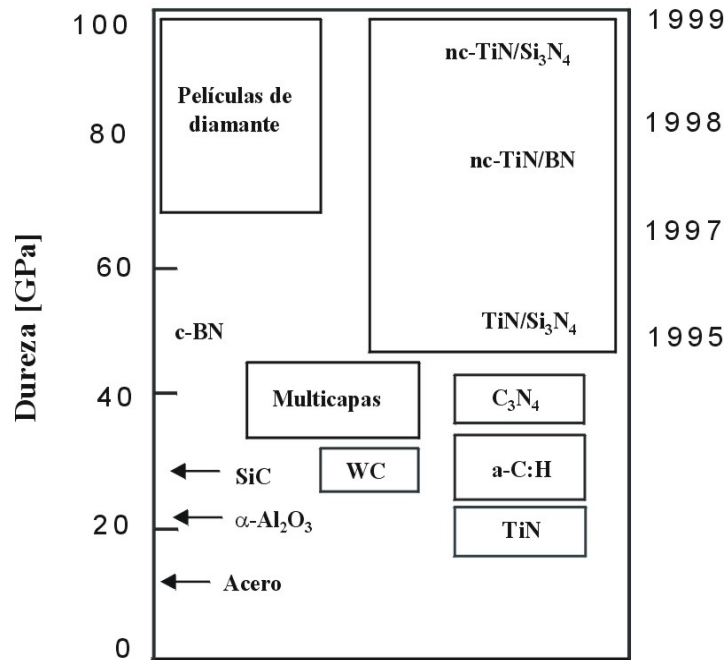 100
1999
nc-TiN/Si₃N₄
Películas de
diamante
80
1998
nc-TiN/BN
1997
60
TiN/Si₃N₄
c-BN
1995
Dureza [GPa]
40
Multicapas
C₃N₄
SiC
WC
a-C:H
20
α-Al₂O₃
TiN
Acero
0